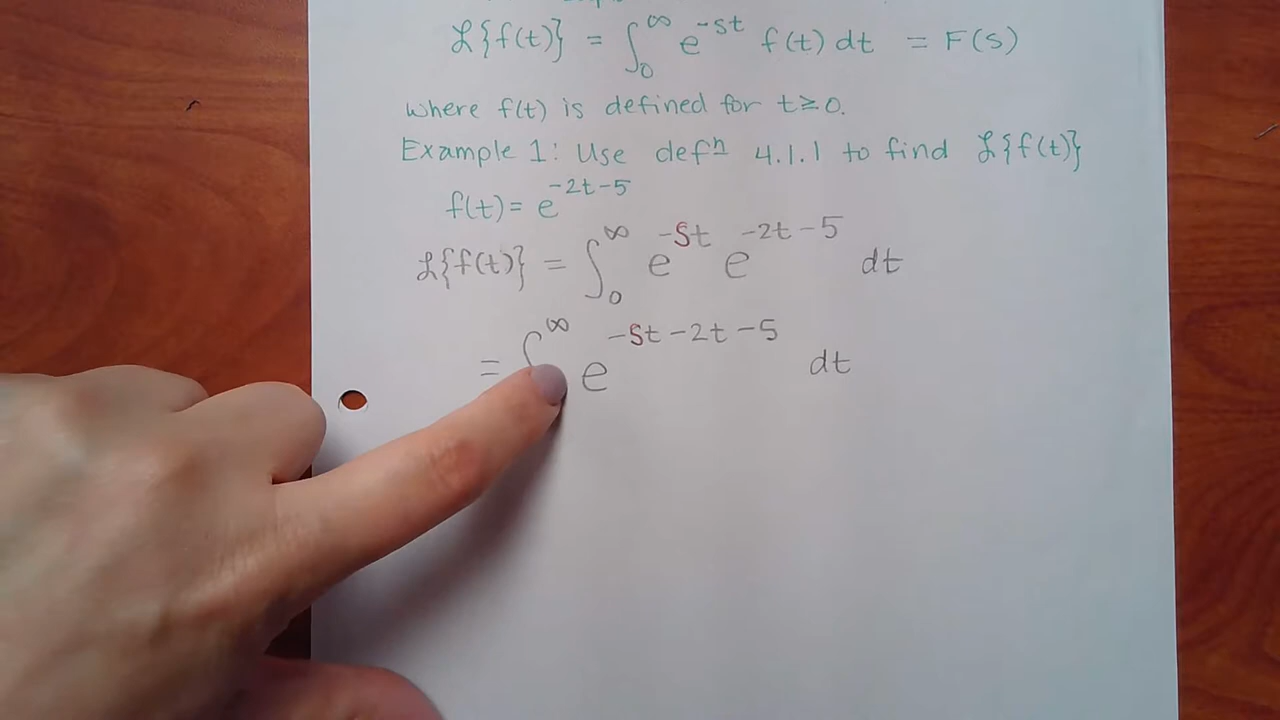 ℒ{f(t)} = ∫₀^∞ e^{-st} f(t) dt = F(s)
where f(t) is defined for t≥0.
Example 1: Use defⁿ 4.1.1 to find ℒ{f(t)}
f(t) = e^{-2t-5}
ℒ{f(t)} = ∫₀^∞ e^{-st} e^{-2t-5} dt
= ∫^∞ e^{-st-2t-5} dt